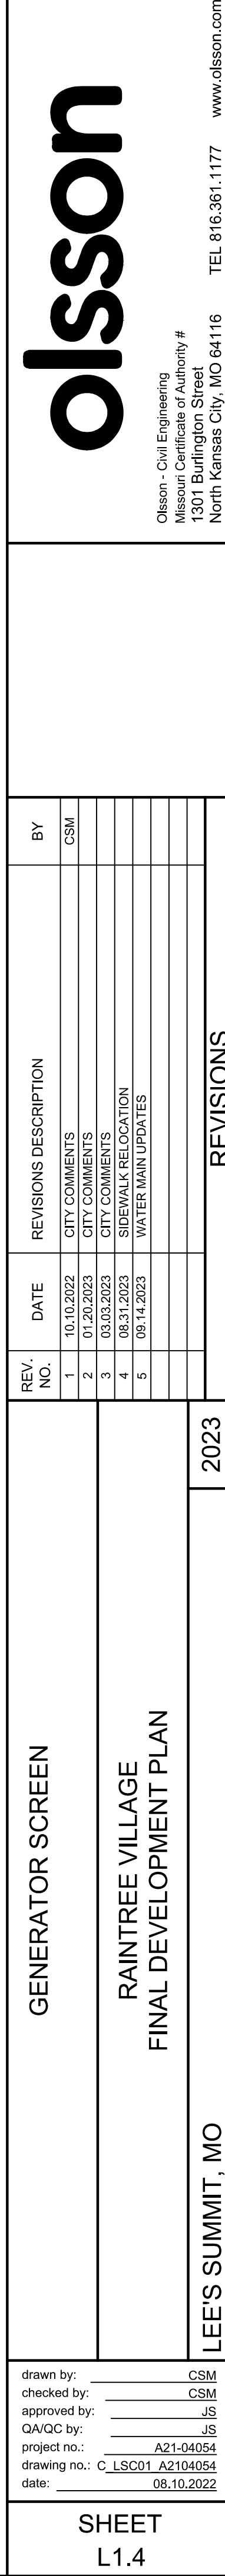 olsson
Olsson - Civil Engineering
Missouri Certificate of Authority #
1301 Burlington Street
North Kansas City, MO 64116
TEL 816.361.1177
www.olsson.com
REV. NO. DATE REVISIONS DESCRIPTION BY
1 10.10.2022 CITY COMMENTS CSM
2 01.20.2023 CITY COMMENTS
3 03.03.2023 CITY COMMENTS
4 08.31.2023 SIDEWALK RELOCATION
5 09.14.2023 WATER MAIN UPDATES
REVISIONS
GENERATOR SCREEN
RAINTREE VILLAGE
FINAL DEVELOPMENT PLAN
LEE'S SUMMIT, MO
2023
drawn by: CSM
checked by: CSM
approved by: JS
QA/QC by: JS
project no.: A21-04054
drawing no.: C_LSC01_A2104054
date: 08.10.2022
SHEET
L1.4